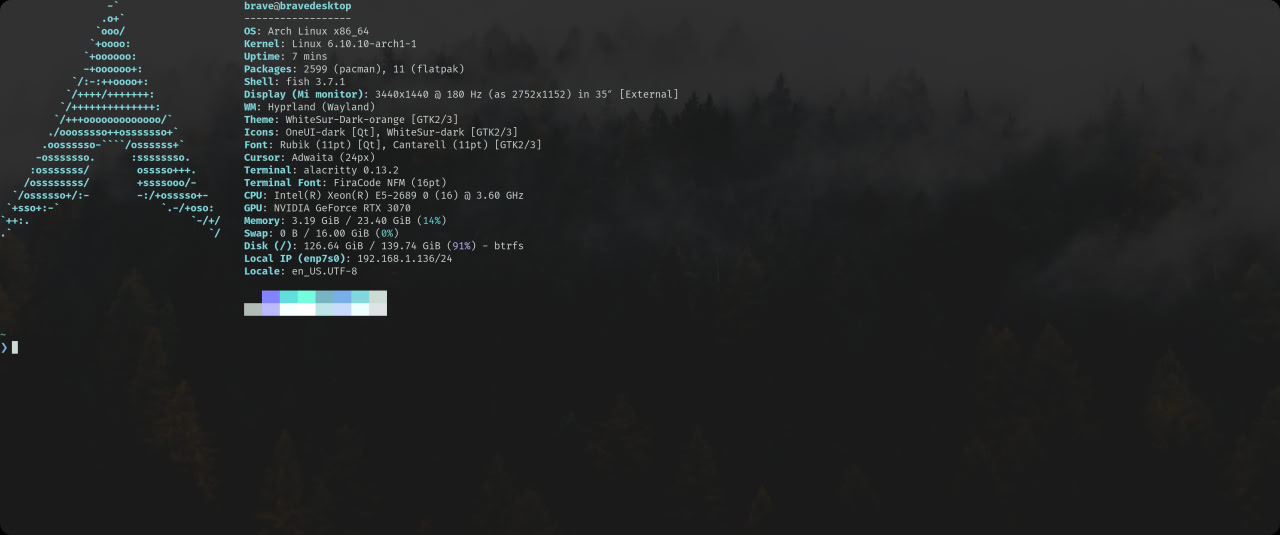 -`
                 .o+`
                `ooo/
               `+oooo:
              `+oooooo:
              -+oooooo+:
            `/:-:++oooo+:
           `/++++/+++++++:
          `/++++++++++++++:
         `/+++ooooooooooooo/`
        ./ooosssso++osssssso+`
       .oossssso-````/ossssss+`
      -osssssso.      :ssssssso.
     :osssssss/        osssso+++.
    /ossssssss/        +ssssooo/-
  `/ossssso+/:-        -:/+osssso+-
 `+sso+:-`                 `.-/+oso:
`++:.                           `-/+/
.`                                 `/
brave@bravedesktop
------------------
OS: Arch Linux x86_64
Kernel: Linux 6.10.10-arch1-1
Uptime: 7 mins
Packages: 2599 (pacman), 11 (flatpak)
Shell: fish 3.7.1
Display (Mi monitor): 3440x1440 @ 180 Hz (as 2752x1152) in 35″ [External]
WM: Hyprland (Wayland)
Theme: WhiteSur-Dark-orange [GTK2/3]
Icons: OneUI-dark [Qt], WhiteSur-dark [GTK2/3]
Font: Rubik (11pt) [Qt], Cantarell (11pt) [GTK2/3]
Cursor: Adwaita (24px)
Terminal: alacritty 0.13.2
Terminal Font: FiraCode NFM (16pt)
CPU: Intel(R) Xeon(R) E5-2689 0 (16) @ 3.60 GHz
GPU: NVIDIA GeForce RTX 3070
Memory: 3.19 GiB / 23.40 GiB (14%)
Swap: 0 B / 16.00 GiB (0%)
Disk (/): 126.64 GiB / 139.74 GiB (91%) - btrfs
Local IP (enp7s0): 192.168.1.136/24
Locale: en_US.UTF-8
~
❯